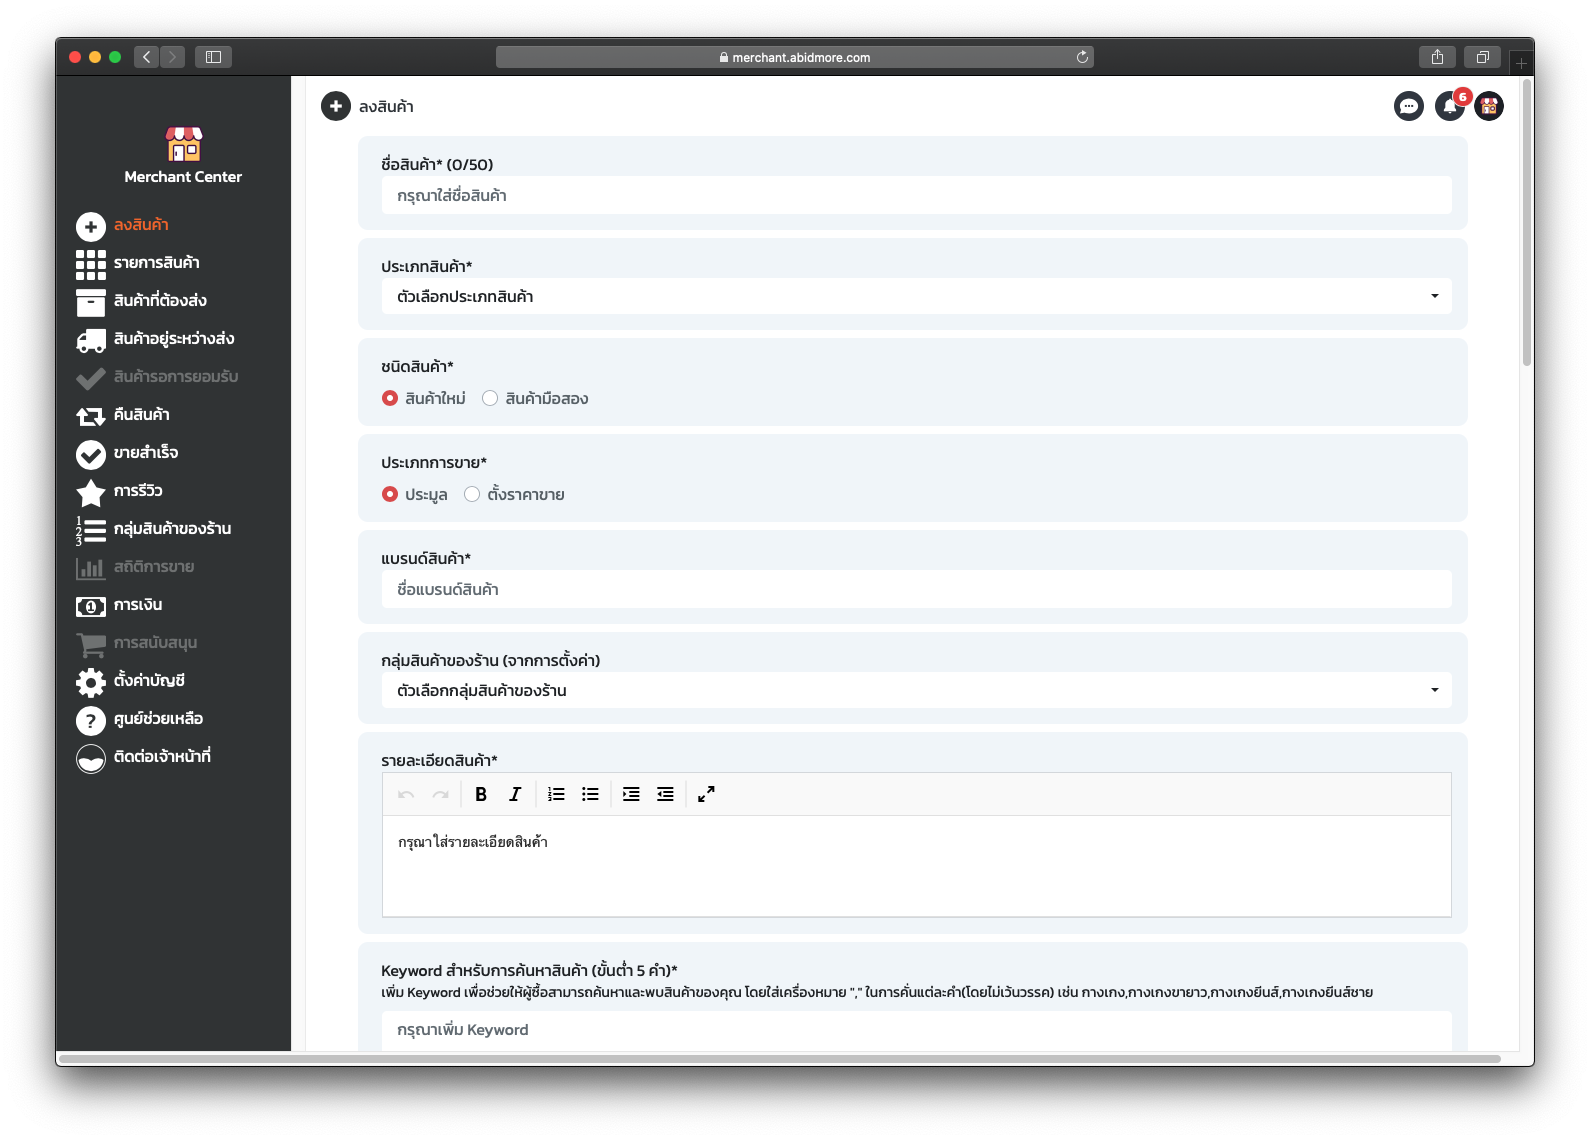 merchant.abidmore.com
Merchant Center
ลงสินค้า
รายการสินค้า
สินค้าที่ต้องส่ง
สินค้าอยู่ระหว่างส่ง
สินค้ารอการยอมรับ
คืนสินค้า
ขายสำเร็จ
การรีวิว
กลุ่มสินค้าของร้าน
สถิติการขาย
การเงิน
การสนับสนุน
ตั้งค่าบัญชี
ศูนย์ช่วยเหลือ
ติดต่อเจ้าหน้าที่
ลงสินค้า
6
ชื่อสินค้า* (0/50)
กรุณาใส่ชื่อสินค้า
ประเภทสินค้า*
ตัวเลือกประเภทสินค้า
ชนิดสินค้า*
สินค้าใหม่ สินค้ามือสอง
ประเภทการขาย*
ประมูล ตั้งราคาขาย
แบรนด์สินค้า*
ชื่อแบรนด์สินค้า
กลุ่มสินค้าของร้าน (จากการตั้งค่า)
ตัวเลือกกลุ่มสินค้าของร้าน
รายละเอียดสินค้า*
B I
กรุณาใส่รายละเอียดสินค้า
Keyword สำหรับการค้นหาสินค้า (ขั้นต่ำ 5 คำ)*
เพิ่ม Keyword เพื่อช่วยให้ผู้ซื้อสามารถค้นหาและพบสินค้าของคุณ โดยใส่เครื่องหมาย "," ในการคั่นแต่ละคำ(โดยไม่เว้นวรรค) เช่น กางเกง,กางเกงขายาว,กางเกงยีนส์,กางเกงยีนส์ชาย
กรุณาเพิ่ม Keyword